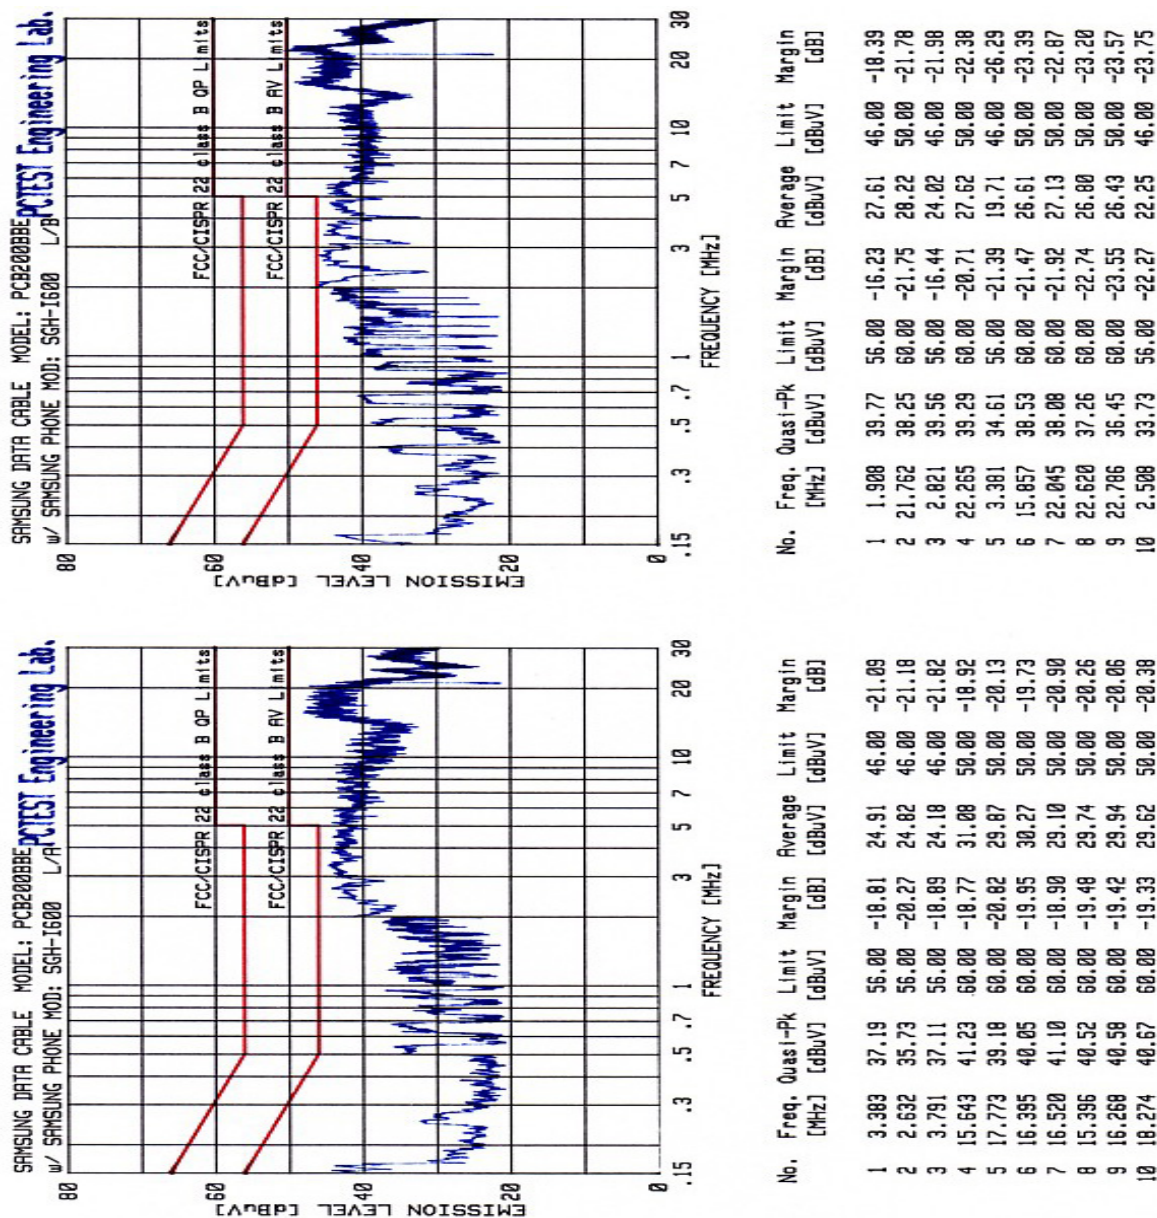 SAMSUNG DATA CABLE MODEL: PCB200BBE
w/ SAMSUNG PHONE MOD: SGH-I600 L/A
PCTEST Engineering Lab.
FCC/CISPR 22 class B QP Limits
FCC/CISPR 22 class B AV Limits
EMISSION LEVEL [dBuV]
80
60
40
20
0
.15 .3 .5 .7 1 3 5 7 10 20 30
FREQUENCY [MHz]
No. Freq. Quasi-Pk Limit Margin Average Limit Margin
[MHz] [dBuV] [dBuV] [dB] [dBuV] [dBuV] [dB]
1 3.383 37.19 56.00 -18.81 24.91 46.00 -21.09
2 2.632 35.73 56.00 -20.27 24.82 46.00 -21.18
3 3.791 37.11 56.00 -18.89 24.18 46.00 -21.82
4 15.643 41.23 60.00 -18.77 31.08 50.00 -18.92
5 17.773 39.18 60.00 -20.82 29.87 50.00 -20.13
6 16.395 40.05 60.00 -19.95 30.27 50.00 -19.73
7 16.520 41.10 60.00 -18.90 29.10 50.00 -20.90
8 15.396 40.52 60.00 -19.48 29.74 50.00 -20.26
9 16.268 40.58 60.00 -19.42 29.94 50.00 -20.06
10 18.274 40.67 60.00 -19.33 29.62 50.00 -20.38
SAMSUNG DATA CABLE MODEL: PCB200BBE
w/ SAMSUNG PHONE MOD: SGH-I600 L/B
PCTEST Engineering Lab.
FCC/CISPR 22 class B QP Limits
FCC/CISPR 22 class B AV Limits
EMISSION LEVEL [dBuV]
80
60
40
20
0
.15 .3 .5 .7 1 3 5 7 10 20 30
FREQUENCY [MHz]
No. Freq. Quasi-Pk Limit Margin Average Limit Margin
[MHz] [dBuV] [dBuV] [dB] [dBuV] [dBuV] [dB]
1 1.908 39.77 56.00 -16.23 27.61 46.00 -18.39
2 21.762 38.25 60.00 -21.75 28.22 50.00 -21.78
3 2.821 39.56 56.00 -16.44 24.02 46.00 -21.98
4 22.265 39.29 60.00 -20.71 27.62 50.00 -22.38
5 3.381 34.61 56.00 -21.39 19.71 46.00 -26.29
6 15.857 38.53 60.00 -21.47 26.61 50.00 -23.39
7 22.045 38.08 60.00 -21.92 27.13 50.00 -22.87
8 22.620 37.26 60.00 -22.74 26.80 50.00 -23.20
9 22.786 36.45 60.00 -23.55 26.43 50.00 -23.57
10 2.508 33.73 56.00 -22.27 22.25 46.00 -23.75